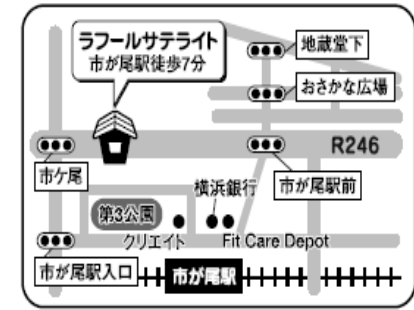 ラフールサテライト
市が尾駅徒歩7分
地蔵堂下
おさかな広場
R246
市ケ尾
市が尾駅前
横浜銀行
第3公園
クリエイト
Fit Care Depot
市が尾駅入口
市が尾駅